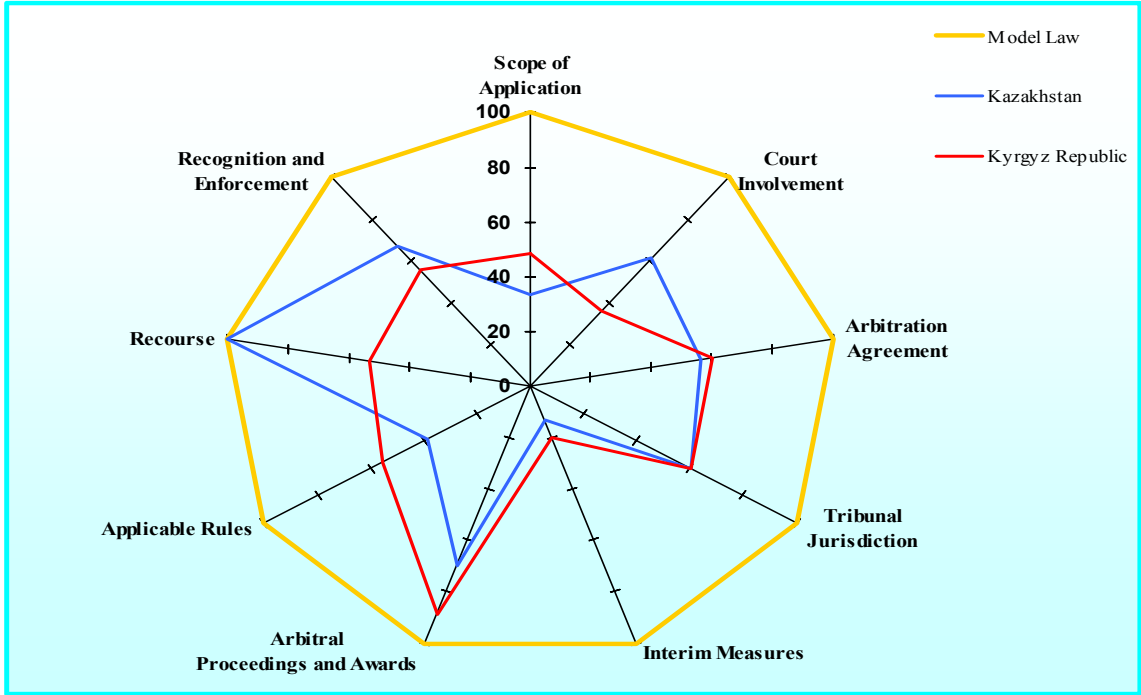 Model Law
Kazakhstan
Kyrgyz Republic
Scope of
Application
100
80
60
40
20
0
Court
Involvement
Arbitration
Agreement
Tribunal
Jurisdiction
Interim Measures
Arbitral
Proceedings and Awards
Applicable Rules
Recourse
Recognition and
Enforcement